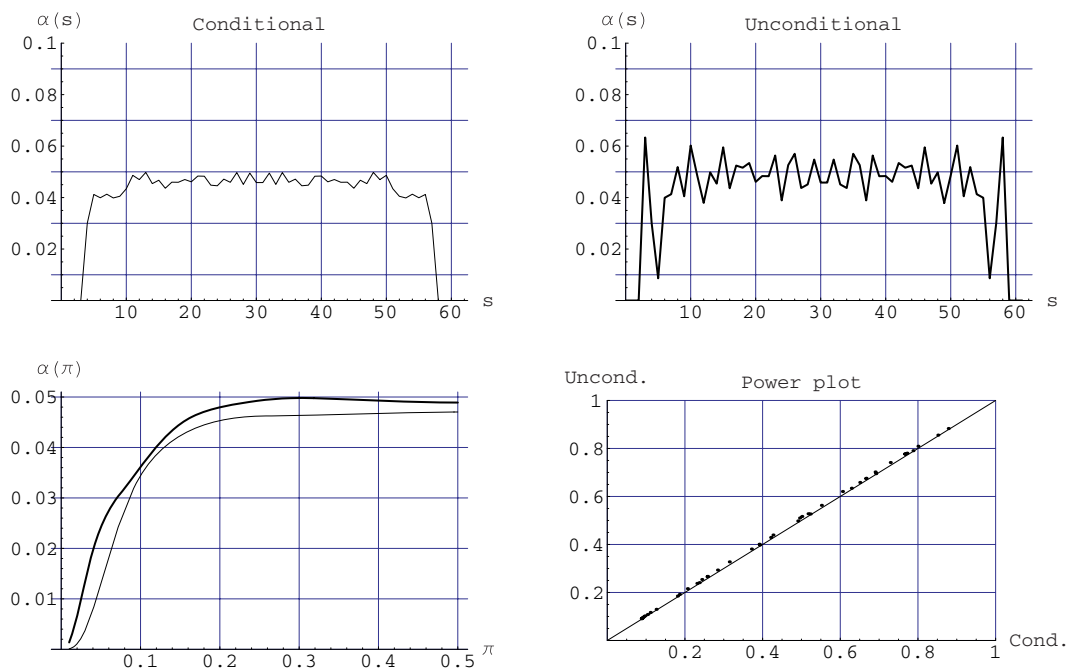 α(s) Conditional
0.1
0.08
0.06
0.04
0.02
10 20 30 40 50 60 s
α(s) Unconditional
0.1
0.08
0.06
0.04
0.02
10 20 30 40 50 60 s
α(π)
0.05
0.04
0.03
0.02
0.01
0.1 0.2 0.3 0.4 0.5 π
Uncond. Power plot
1
0.8
0.6
0.4
0.2
0.2 0.4 0.6 0.8 1 Cond.